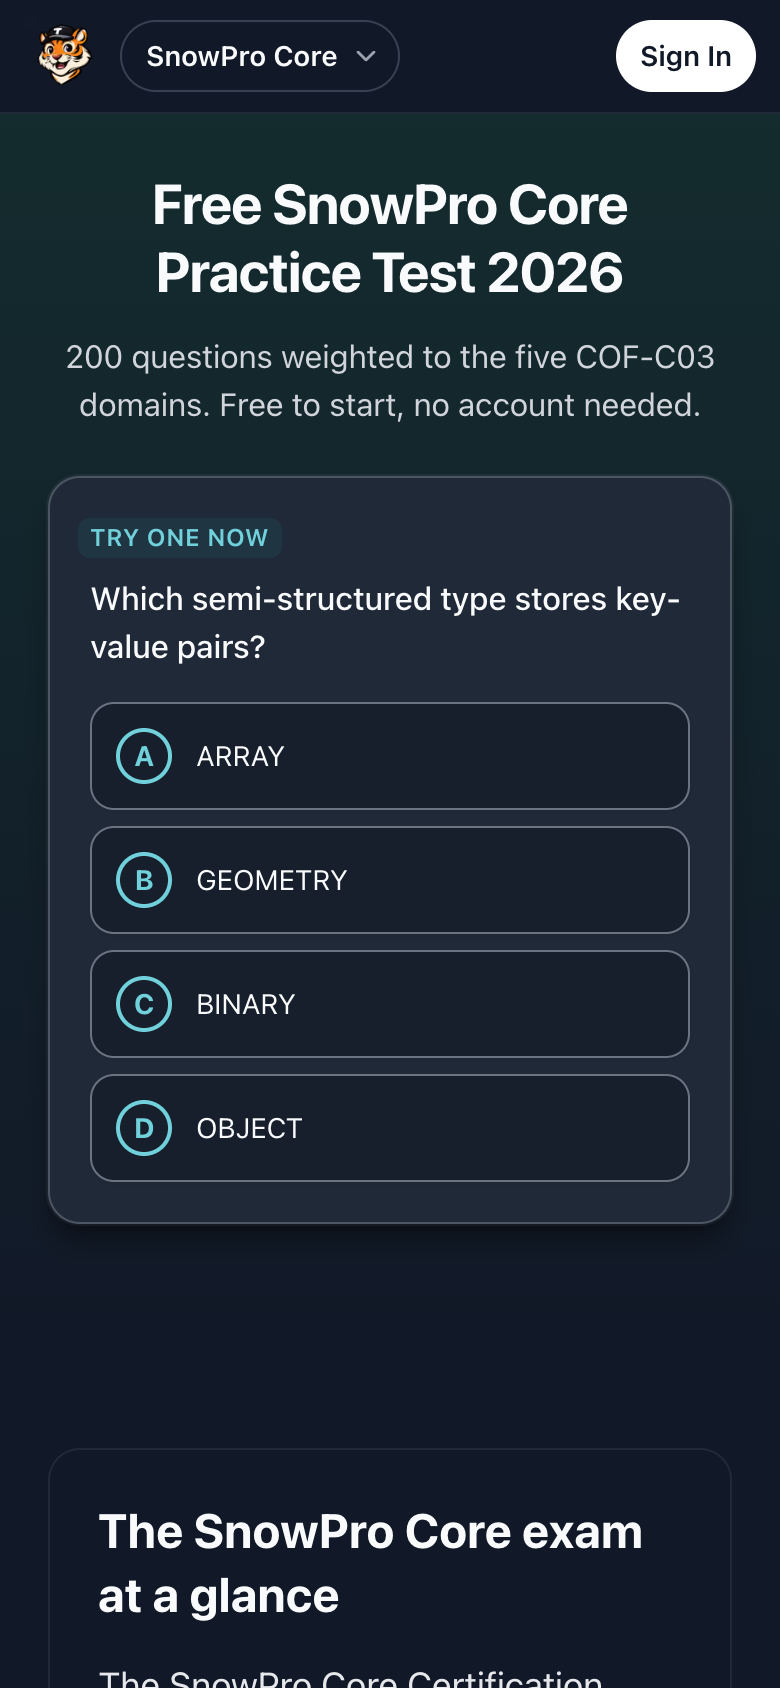 SnowPro Core
Sign In
Free SnowPro Core
Practice Test 2026
200 questions weighted to the five COF-C03
domains. Free to start, no account needed.
TRY ONE NOW
Which semi-structured type stores key-
value pairs?
A ARRAY
B GEOMETRY
C BINARY
D OBJECT
The SnowPro Core exam
at a glance
The SnowPro Core Certification